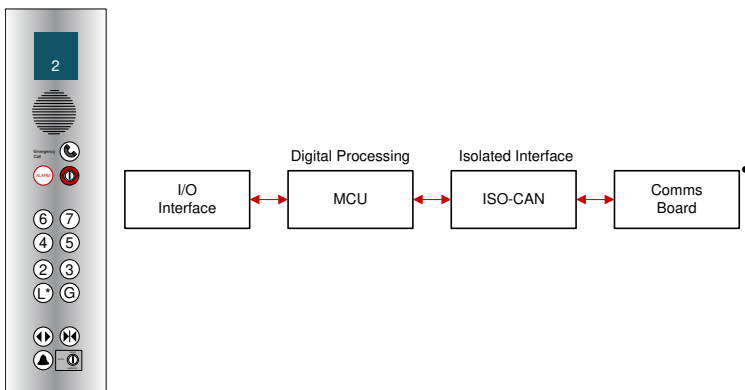 2
Emergency
Call
ALARM
6 7
4 5
2 3
L* G
Digital Processing
Isolated Interface
I/O
Interface
MCU
ISO-CAN
Comms
Board